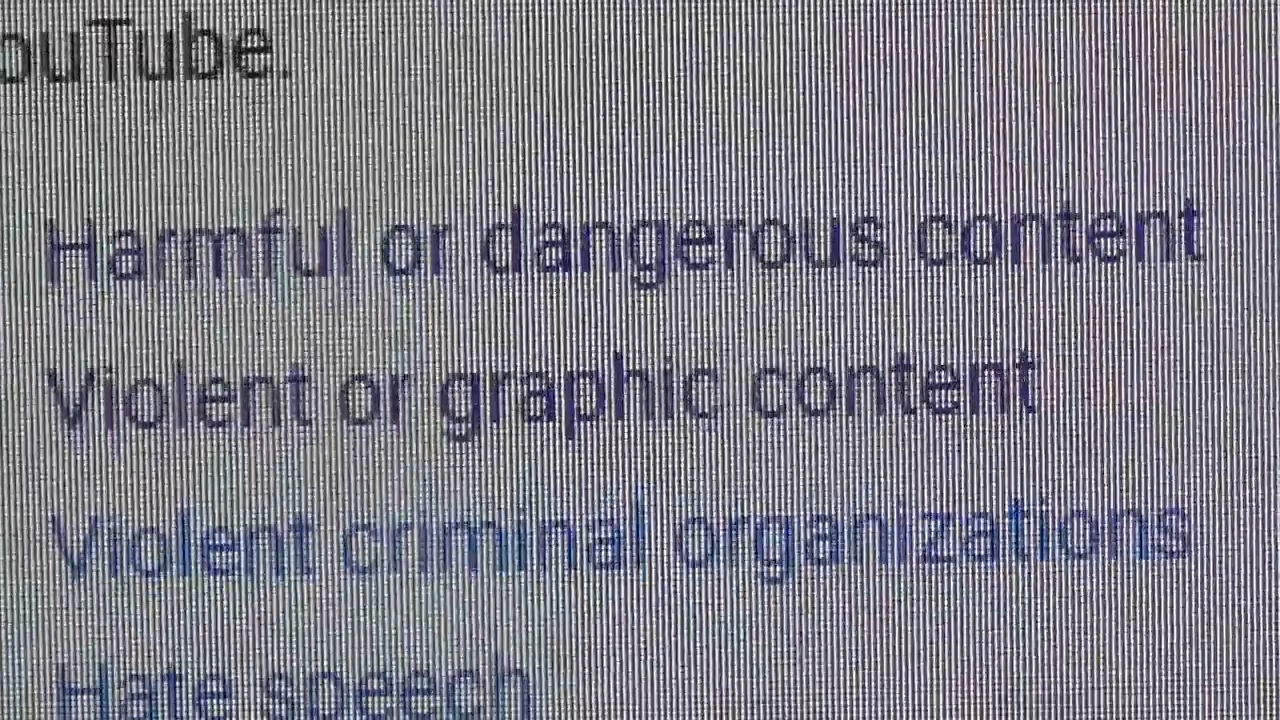 ouTube.
Harmful or dangerous content
Violent or graphic content
Violent criminal organizations
Hate speech